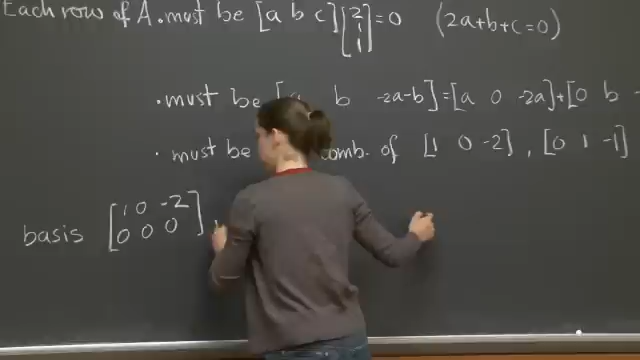 Each row of A • must be [a b c] [2 1 1] = 0 (2a+b+c=0)
• must be [a b -2a-b] = [a 0 -2a] + [0 b -
• must be comb. of [1 0 -2], [0 1 -1]
basis [1 0 -2
0 0 0],